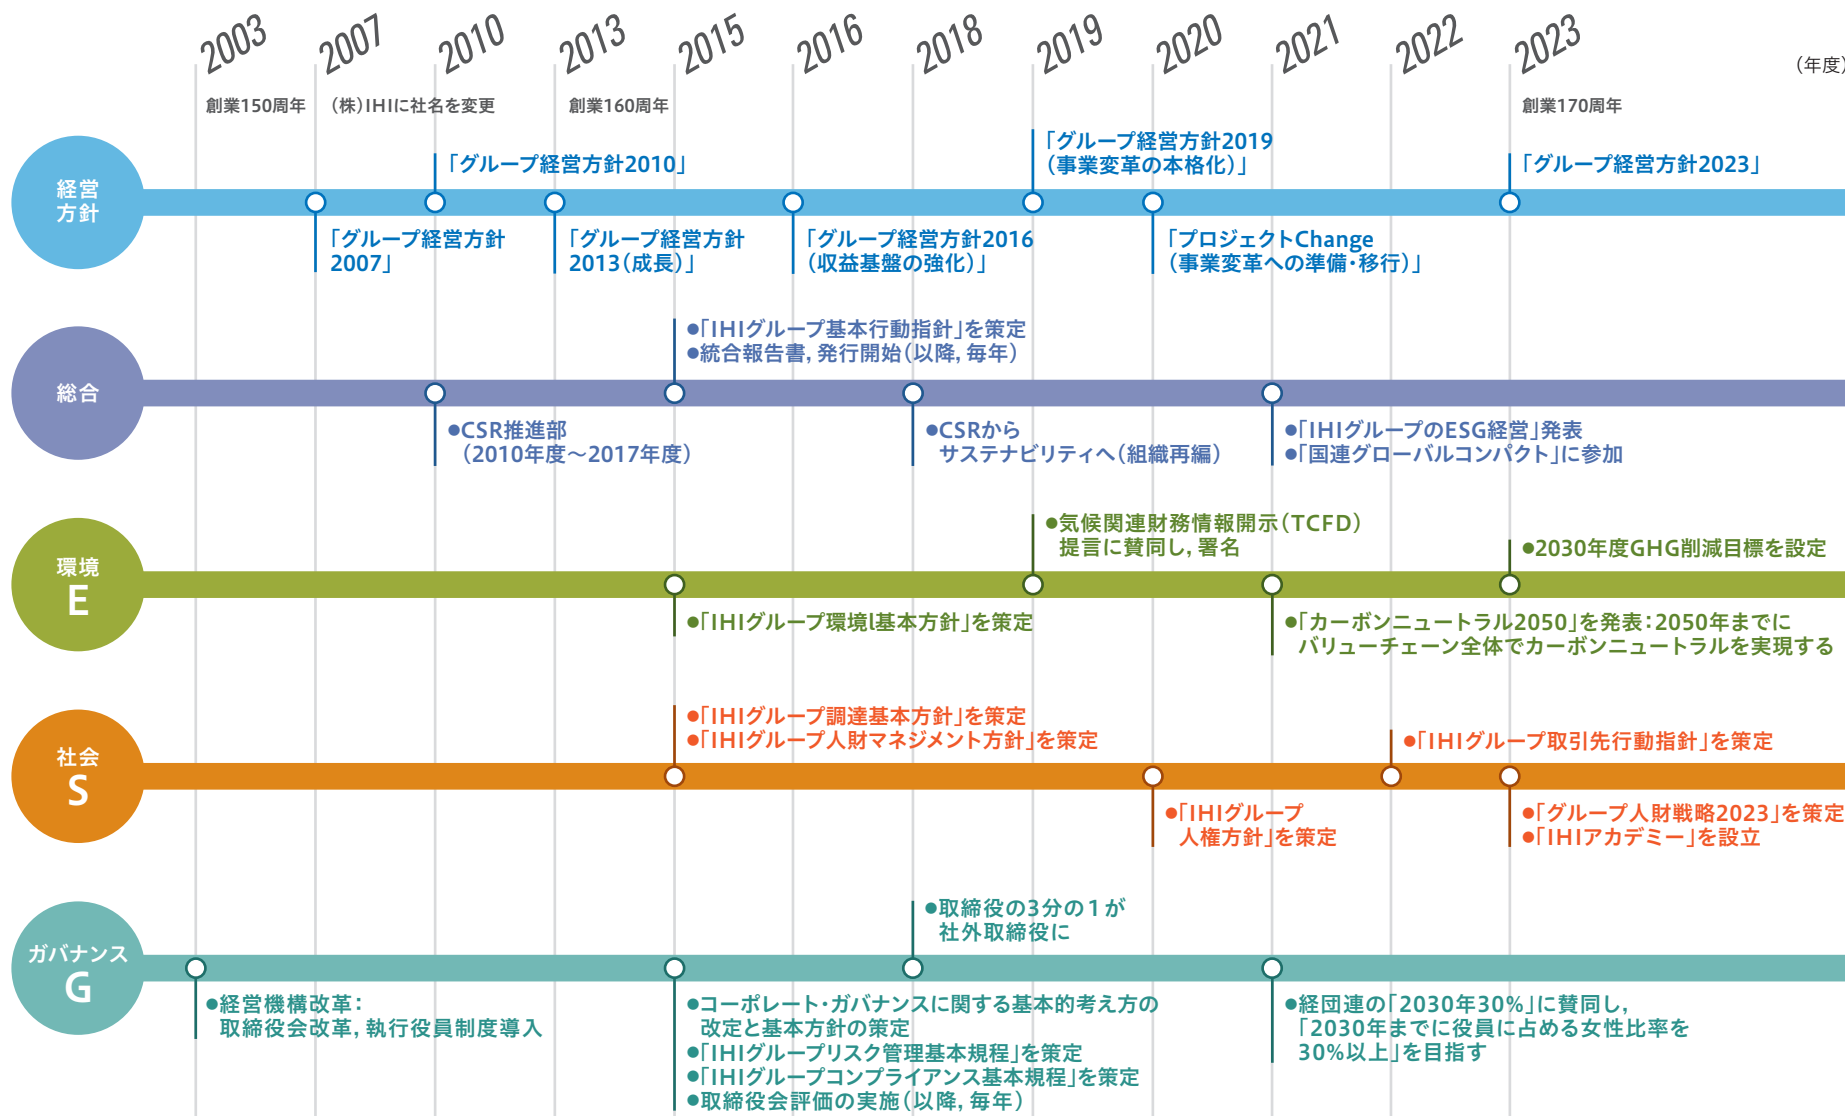 2003
2007
2010
2013
2015
2016
2018
2019
2020
2021
2022
2023
(年度)
創業150周年
(株)IHIに社名を変更
創業160周年
創業170周年
経営
方針
「グループ経営方針2010」
「グループ経営方針2019
(事業変革の本格化)」
「グループ経営方針2023」
「グループ経営方針
2007」
「グループ経営方針
2013(成長)」
「グループ経営方針2016
(収益基盤の強化)」
「プロジェクトChange
(事業変革への準備・移行)」
総合
●「IHIグループ基本行動指針」を策定
●統合報告書, 発行開始(以降, 毎年)
●CSR推進部
(2010年度～2017年度)
●CSRから
サステナビリティへ(組織再編)
●「IHIグループのESG経営」発表
●「国連グローバルコンパクト」に参加
環境
E
●気候関連財務情報開示(TCFD)
提言に賛同し, 署名
●2030年度GHG削減目標を設定
●「IHIグループ環境l基本方針」を策定
●「カーボンニュートラル2050」を発表：2050年までに
バリューチェーン全体でカーボンニュートラルを実現する
社会
S
●「IHIグループ調達基本方針」を策定
●「IHIグループ人財マネジメント方針」を策定
●「IHIグループ取引先行動指針」を策定
●「IHIグループ
人権方針」を策定
●「グループ人財戦略2023」を策定
●「IHIアカデミー」を設立
ガバナンス
G
●取締役の3分の1が
社外取締役に
●経営機構改革：
取締役会改革, 執行役員制度導入
●コーポレート・ガバナンスに関する基本的考え方の
改定と基本方針の策定
●「IHIグループリスク管理基本規程」を策定
●「IHIグループコンプライアンス基本規程」を策定
●取締役会評価の実施(以降, 毎年)
●経団連の「2030年30%」に賛同し,
「2030年までに役員に占める女性比率を
30%以上」を目指す